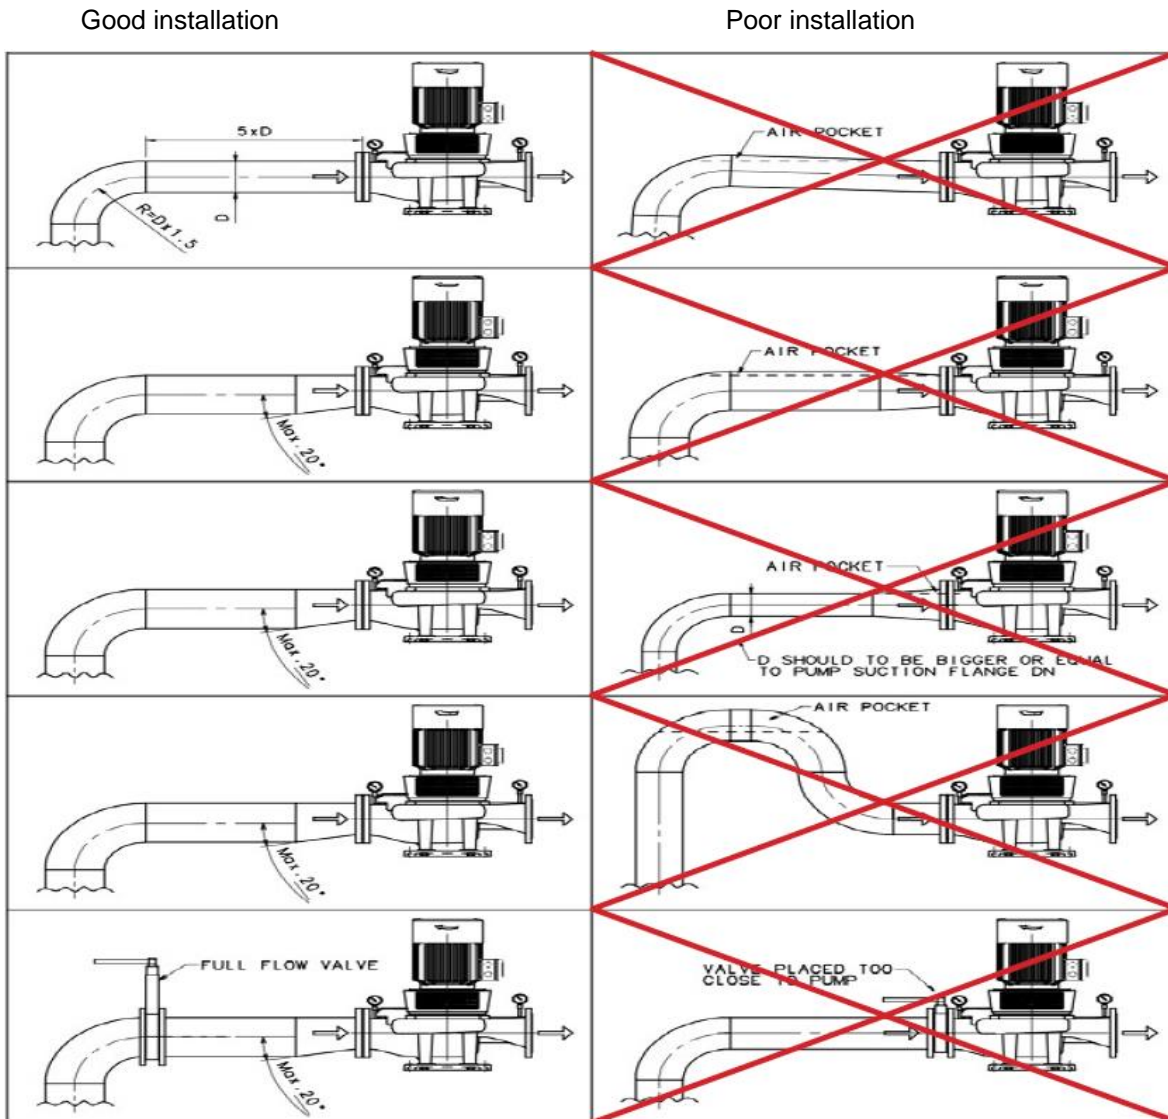 Good installation
Poor installation
5xD
D
R=Dx1.5
AIR POCKET
Max.20°
AIR POCKET
Max.20°
AIR POCKET
D
D SHOULD TO BE BIGGER OR EQUAL
TO PUMP SUCTION FLANGE DN
Max.20°
AIR POCKET
FULL FLOW VALVE
Max.20°
VALVE PLACED TOO
CLOSE TO PUMP